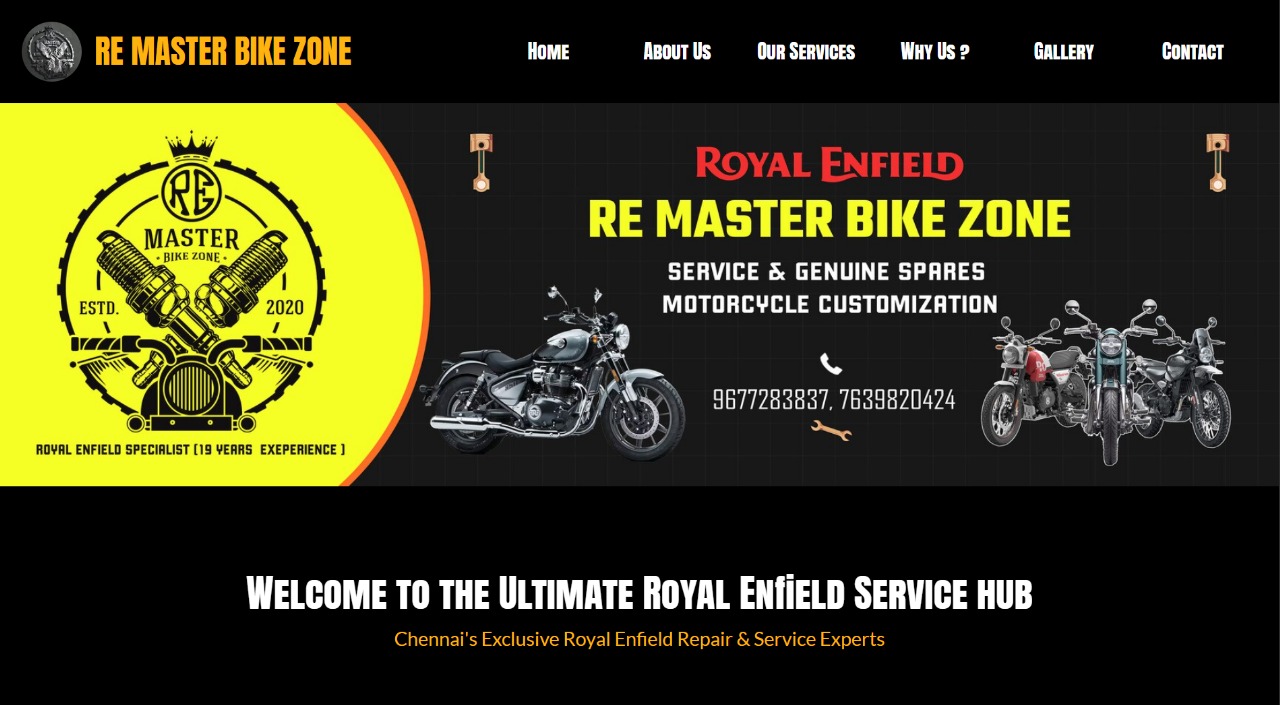 RE MASTER BIKE ZONE
Home
About Us
Our Services
Why Us ?
Gallery
Contact
RE
MASTER
BIKE ZONE
ESTD.
2020
ROYAL ENFIELD SPECIALIST (19 YEARS EXEPERIENCE )
ROYAL ENFIELD
RE MASTER BIKE ZONE
SERVICE & GENUINE SPARES
MOTORCYCLE CUSTOMIZATION
9677283837, 7639820424
Welcome to the Ultimate Royal Enfield Service hub
Chennai's Exclusive Royal Enfield Repair & Service Experts